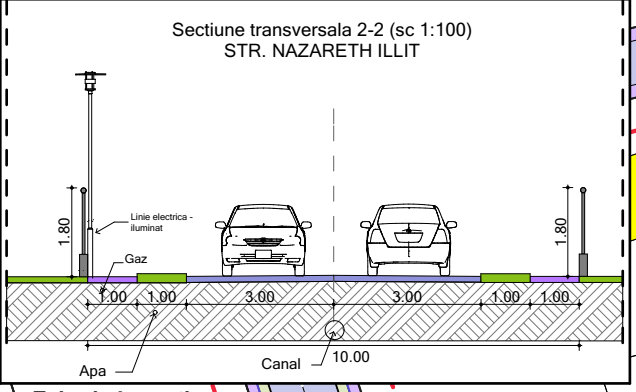 Sectiune transversala 2-2 (sc 1:100)
STR. NAZARETH ILLIT
Linie electrica -
iluminat
1.80
1.80
Gaz
1.00 1.00 3.00 3.00 1.00 1.00
10.00
Canal
Apa